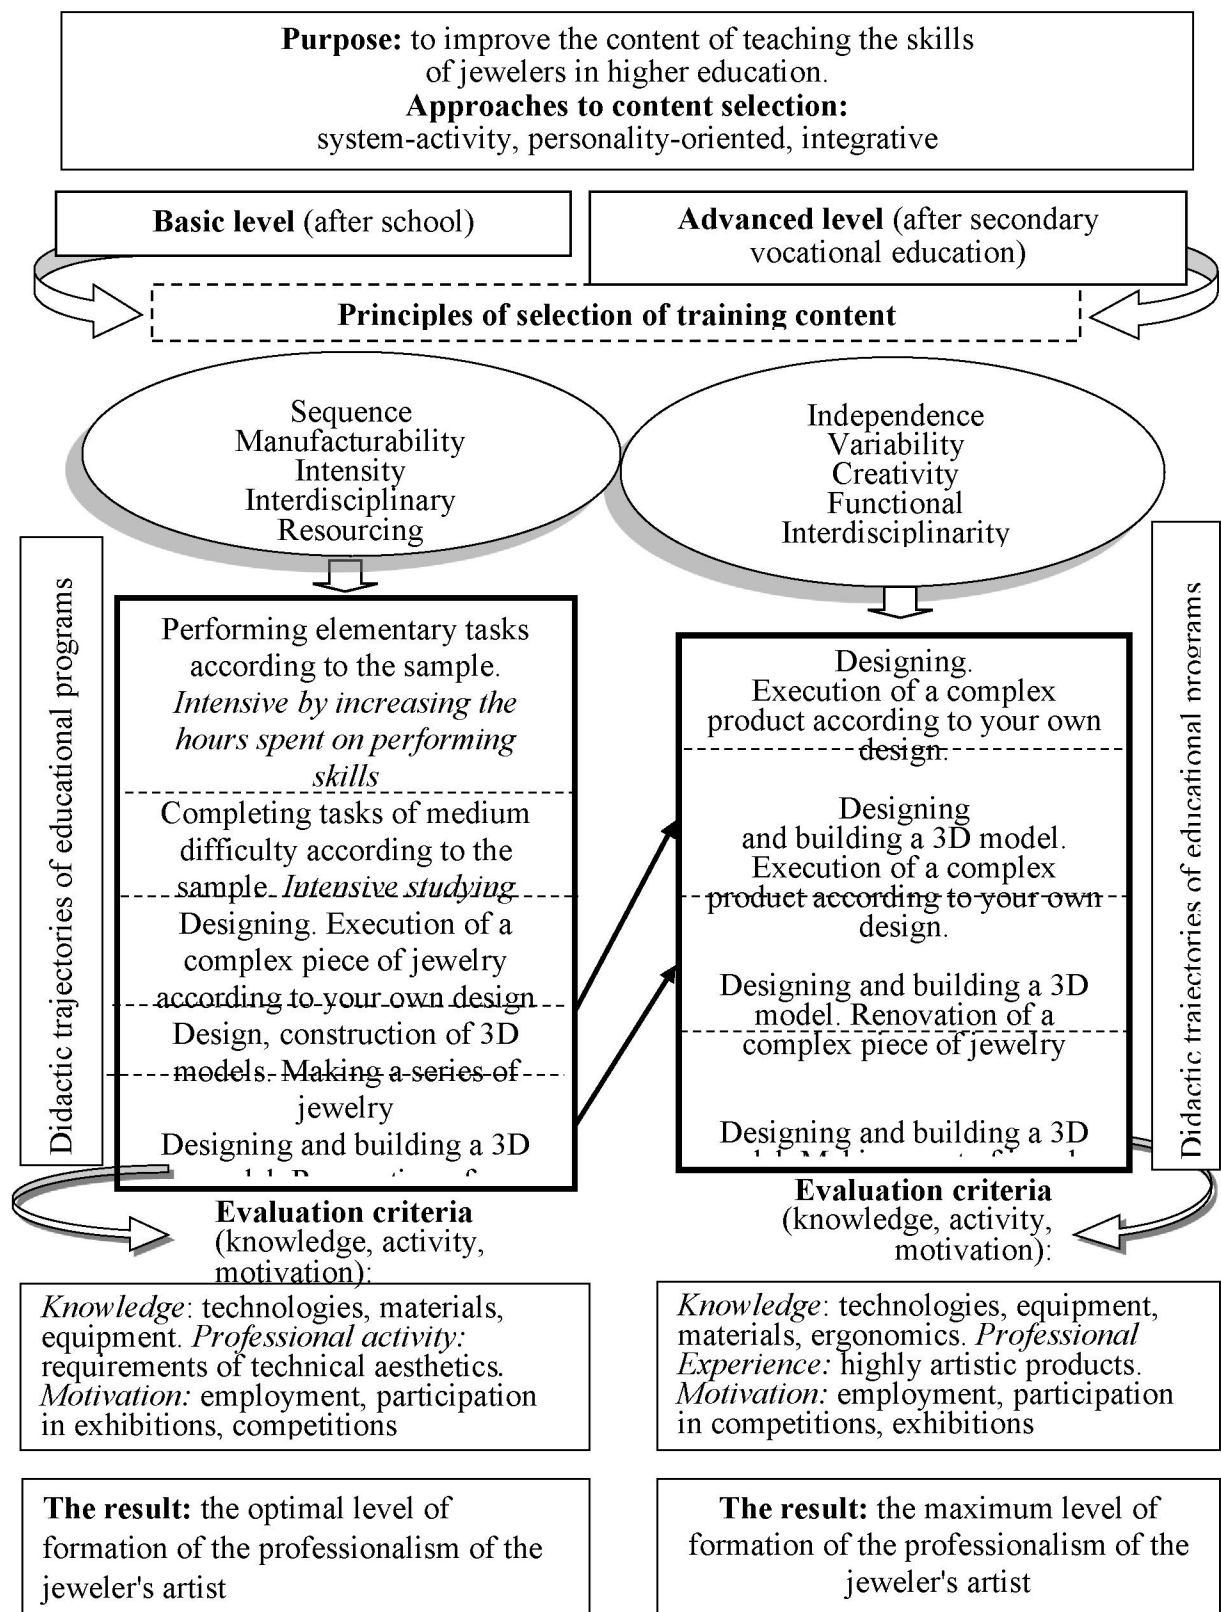 Purpose: to improve the content of teaching the skills
of jewelers in higher education.
Approaches to content selection:
system-activity, personality-oriented, integrative
Basic level (after school)
Advanced level (after secondary
vocational education)
Principles of selection of training content
Sequence
Manufacturability
Intensity
Interdisciplinary
Resourcing
Independence
Variability
Creativity
Functional
Interdisciplinarity
Didactic trajectories of educational programs
Performing elementary tasks
according to the sample.
Intensive by increasing the
hours spent on performing
skills
Completing tasks of medium
difficulty according to the
sample. Intensive studying
Designing. Execution of a
complex piece of jewelry
according to your own design
Design, construction of 3D
models. Making a series of
jewelry
Designing and building a 3D
Designing.
Execution of a complex
product according to your own
design.
Designing
and building a 3D model.
Execution of a complex
product according to your own
design.
Designing and building a 3D
model. Renovation of a
complex piece of jewelry
Designing and building a 3D
Didactic trajectories of educational programs
Evaluation criteria
(knowledge, activity,
motivation):
Evaluation criteria
(knowledge, activity,
motivation):
Knowledge: technologies, materials,
equipment. Professional activity:
requirements of technical aesthetics.
Motivation: employment, participation
in exhibitions, competitions
Knowledge: technologies, equipment,
materials, ergonomics. Professional
Experience: highly artistic products.
Motivation: employment, participation
in competitions, exhibitions
The result: the optimal level of
formation of the professionalism of the
jeweler's artist
The result: the maximum level of
formation of the professionalism of the
jeweler's artist